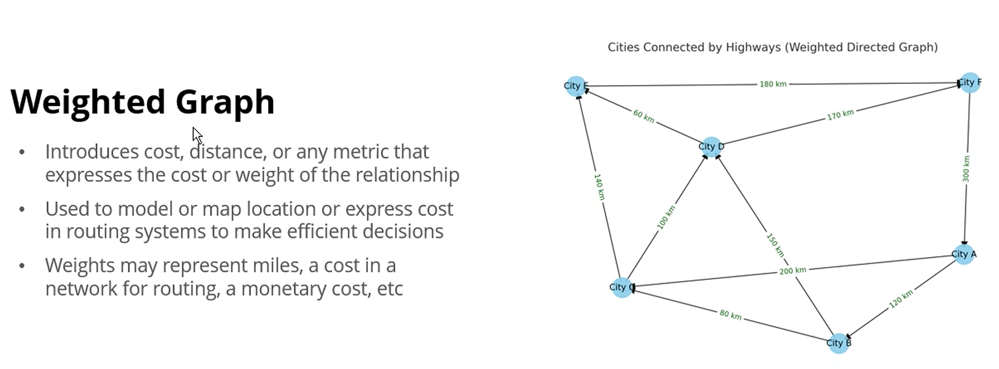 Weighted Graph
• Introduces cost, distance, or any metric that
expresses the cost or weight of the relationship
• Used to model or map location or express cost
in routing systems to make efficient decisions
• Weights may represent miles, a cost in a
network for routing, a monetary cost, etc
Cities Connected by Highways (Weighted Directed Graph)
City E
180 km
City F
60 km
170 km
City D
300 km
140 km
100 km
150 km
City A
200 km
City C
120 km
80 km
City B